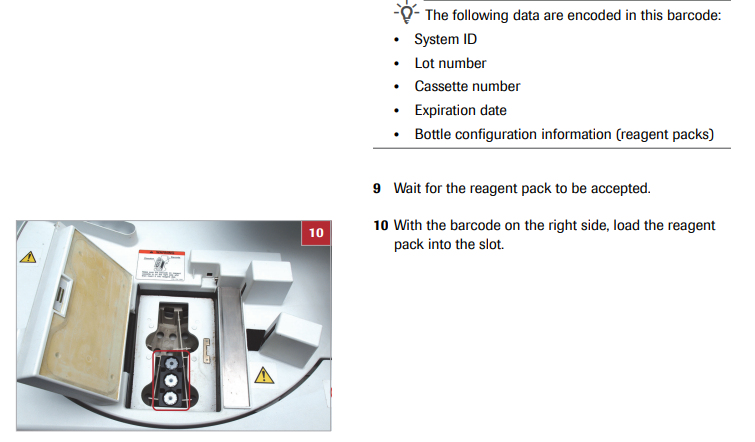 The following data are encoded in this barcode:
• System ID
• Lot number
• Cassette number
• Expiration date
• Bottle configuration information (reagent packs)
9 Wait for the reagent pack to be accepted.
10 With the barcode on the right side, load the reagent
pack into the slot.
10